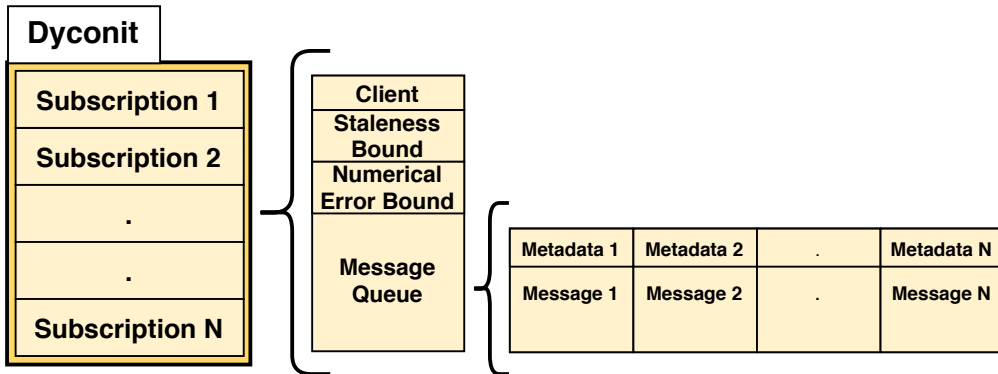 Dyconit
Subscription 1
Subscription 2
.
.
Subscription N
Client
Staleness
Bound
Numerical
Error Bound
Message
Queue
Metadata 1 Metadata 2 . Metadata N
Message 1 Message 2 . Message N